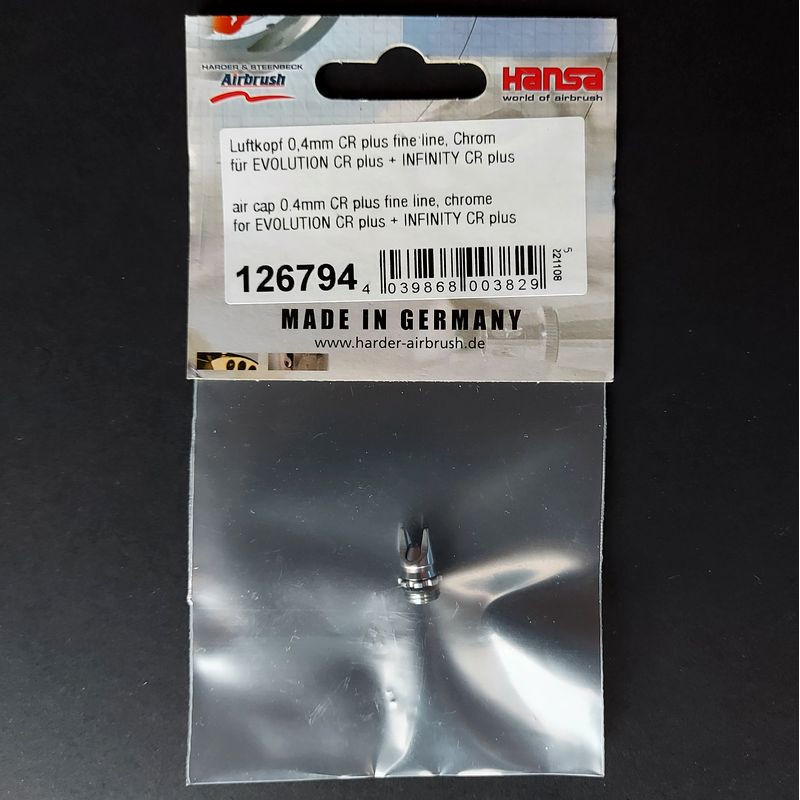 HARDER & STEENBECK
Airbrush
Hansa
world of airbrush
Luftkopf 0,4mm CR plus fine line, Chrom
für EVOLUTION CR plus + INFINITY CR plus
air cap 0.4mm CR plus fine line, chrome
for EVOLUTION CR plus + INFINITY CR plus
126794
4 039868 003829
5
221108
MADE IN GERMANY
www.harder-airbrush.de